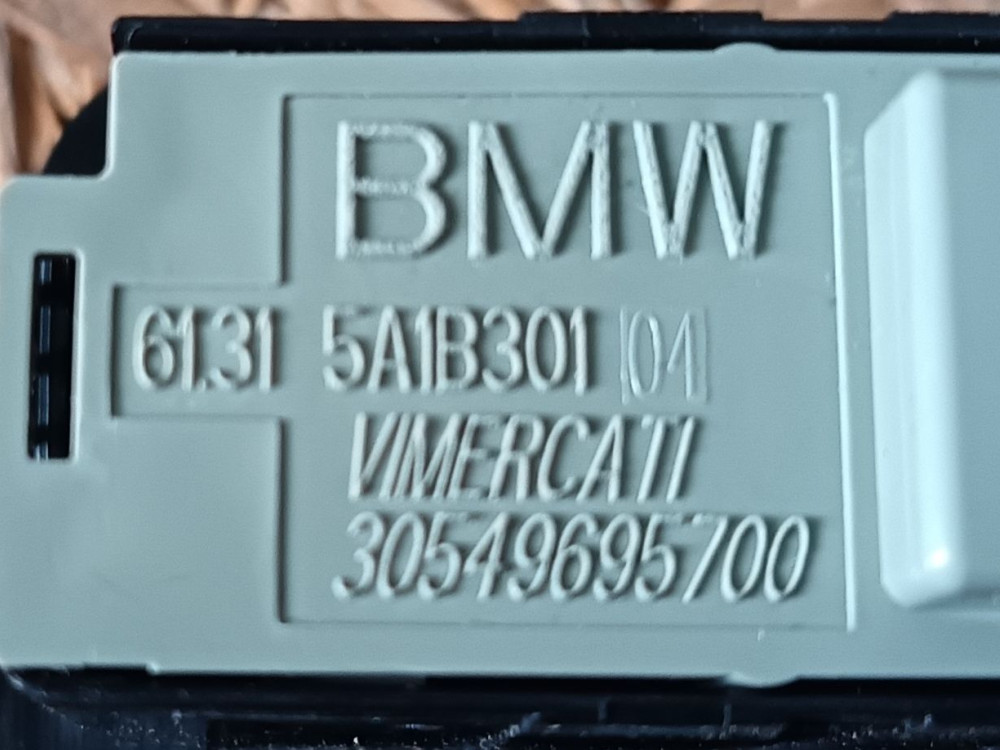 BMW
61.31 5A1B301 04
VIMERCATI
30549695700